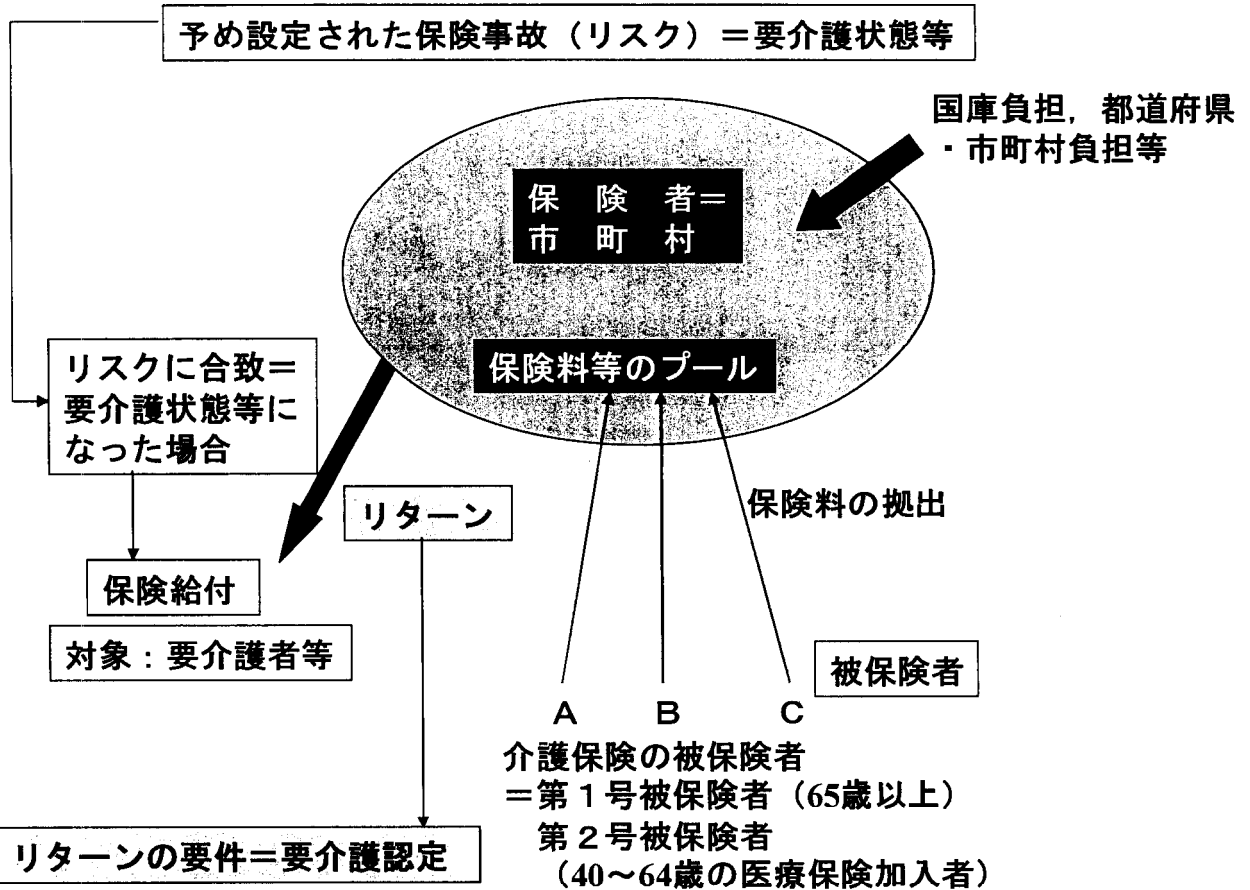 予め設定された保険事故（リスク）＝要介護状態等
国庫負担，都道府県
・市町村負担等
保　険　者＝
市　町　村
保険料等のプール
リスクに合致＝
要介護状態等に
なった場合
リターン
保険料の拠出
保険給付
対象：要介護者等
被保険者
A　B　C
介護保険の被保険者
＝第１号被保険者（65歳以上）
第２号被保険者
（40～64歳の医療保険加入者）
リターンの要件＝要介護認定